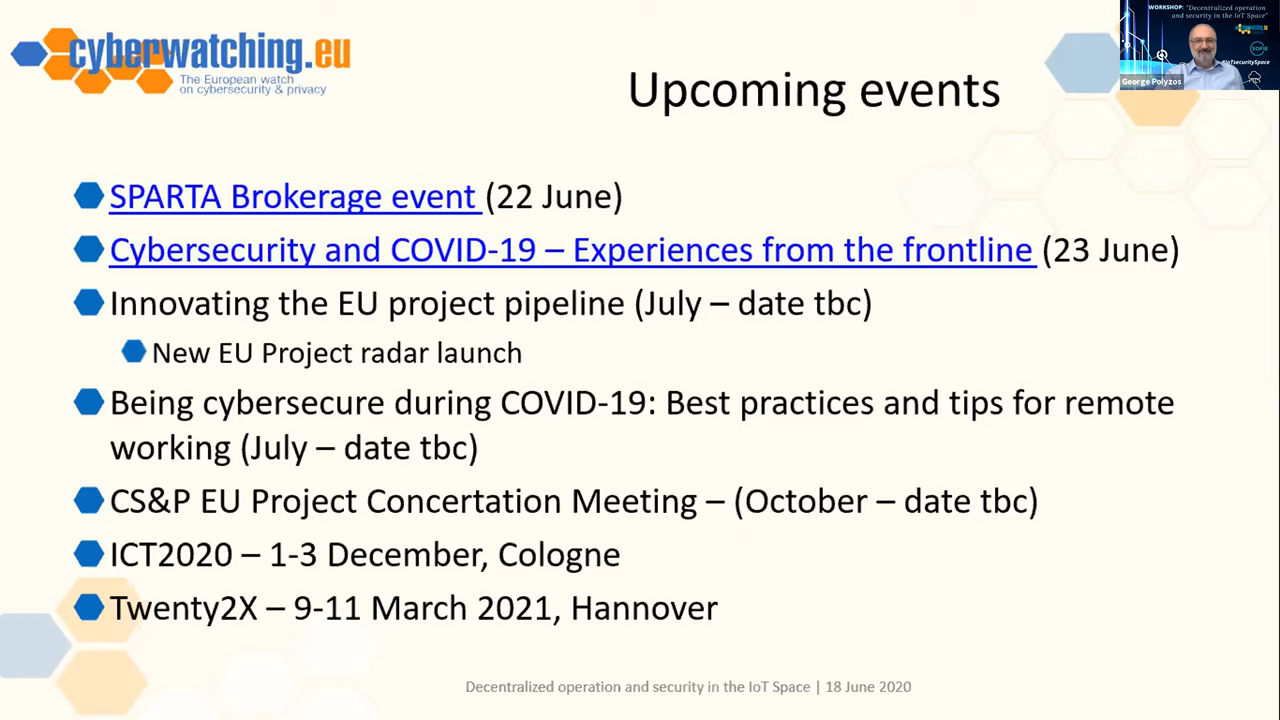 cyberwatching.eu
The European watch
on cybersecurity & privacy
Upcoming events
WORKSHOP: "Decentralized operation
and security in the IoT Space"
SOFIE
#IoTsecuritySpace
George Polyzos
SPARTA Brokerage event (22 June)
Cybersecurity and COVID-19 – Experiences from the frontline (23 June)
Innovating the EU project pipeline (July – date tbc)
New EU Project radar launch
Being cybersecure during COVID-19: Best practices and tips for remote
working (July – date tbc)
CS&P EU Project Concertation Meeting – (October – date tbc)
ICT2020 – 1-3 December, Cologne
Twenty2X – 9-11 March 2021, Hannover
Decentralized operation and security in the IoT Space | 18 June 2020